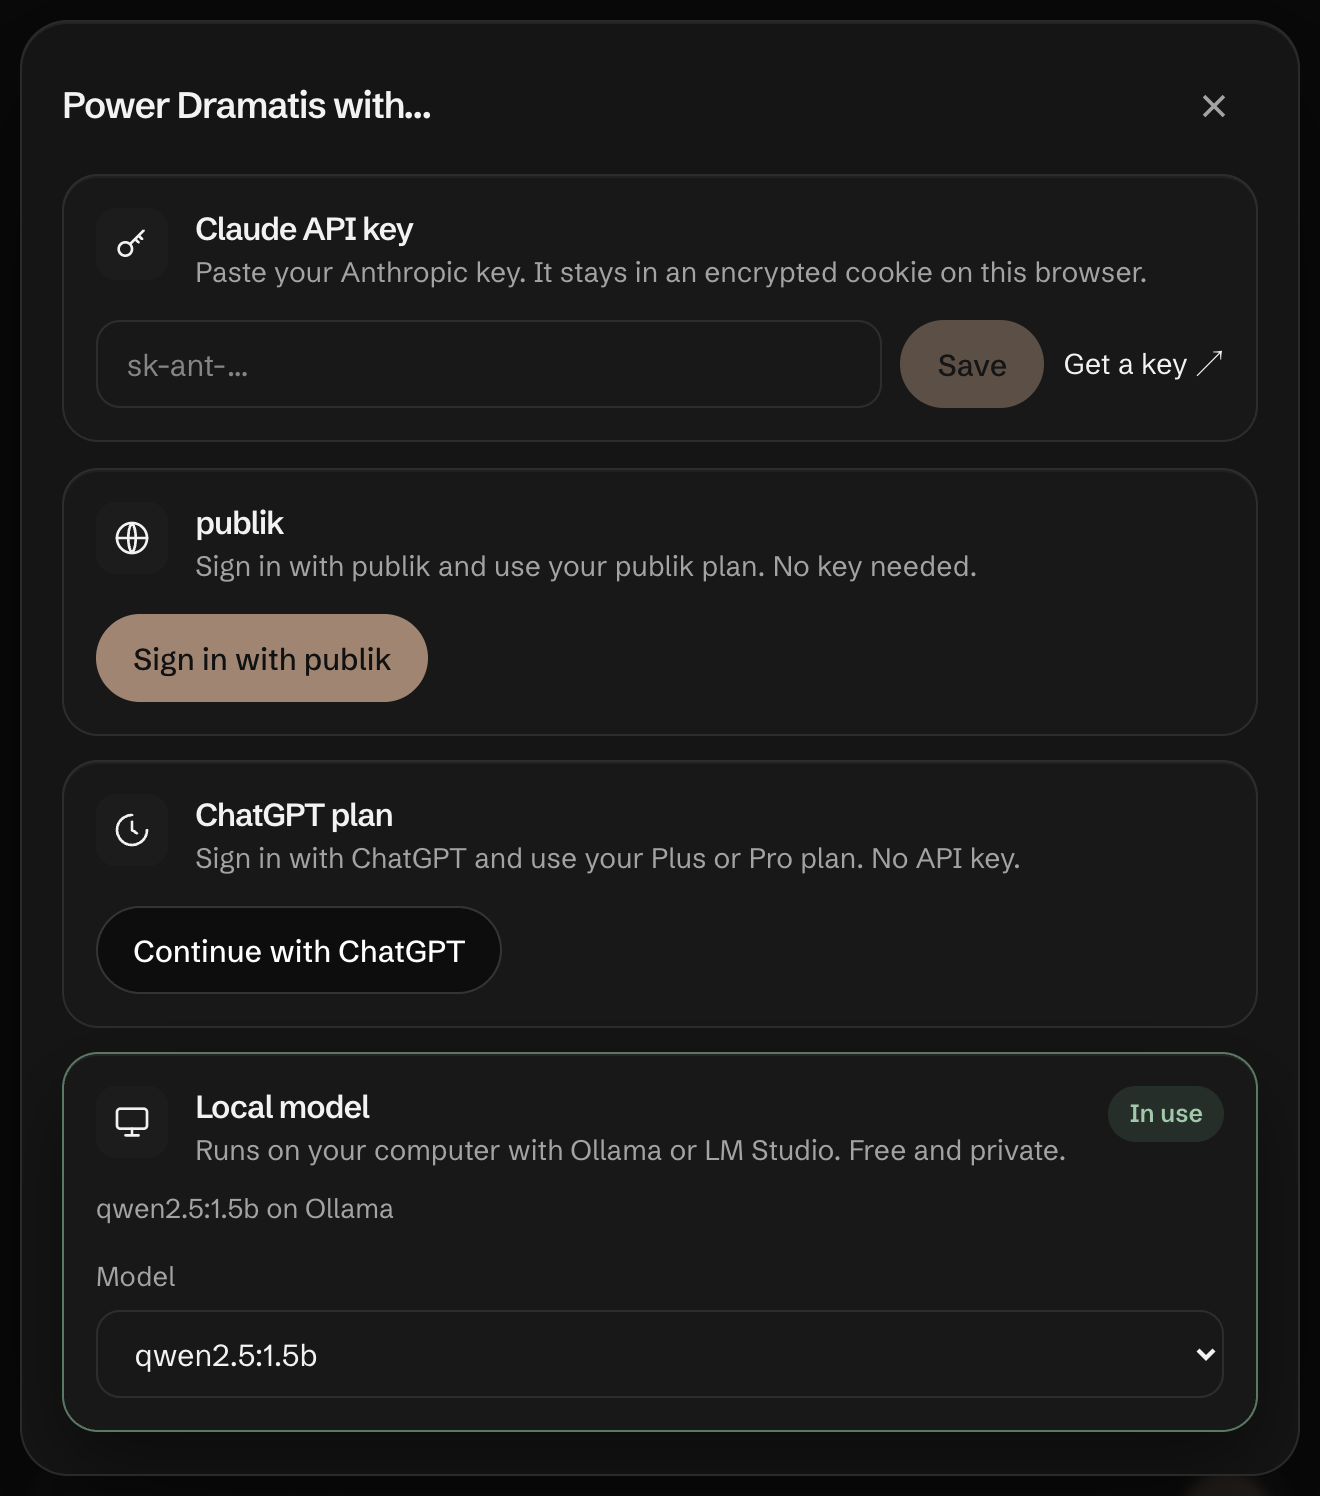 Power Dramatis with...
Claude API key
Paste your Anthropic key. It stays in an encrypted cookie on this browser.
sk-ant-...
Save
Get a key ↗
publik
Sign in with publik and use your publik plan. No key needed.
Sign in with publik
ChatGPT plan
Sign in with ChatGPT and use your Plus or Pro plan. No API key.
Continue with ChatGPT
Local model
In use
Runs on your computer with Ollama or LM Studio. Free and private.
qwen2.5:1.5b on Ollama
Model
qwen2.5:1.5b